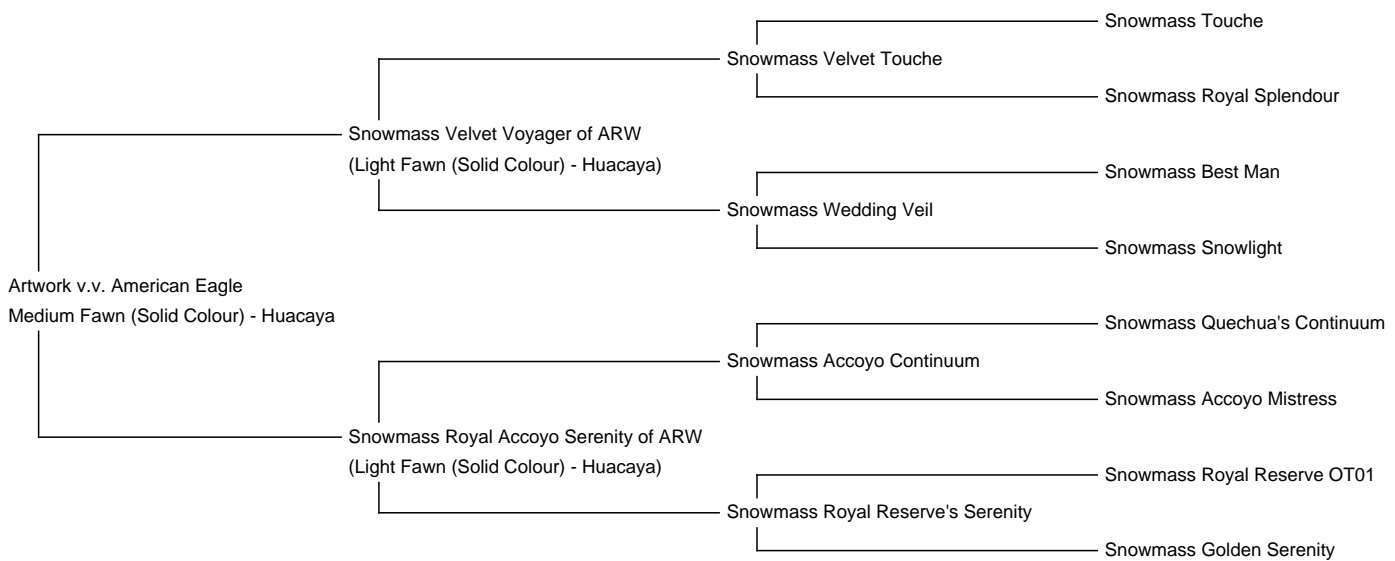 Snowmass Touche
Snowmass Velvet Touche
Snowmass Royal Splendour
Snowmass Velvet Voyager of ARW
(Light Fawn (Solid Colour) - Huacaya)
Snowmass Best Man
Snowmass Wedding Veil
Snowmass Snowlight
Artwork v.v. American Eagle
Medium Fawn (Solid Colour) - Huacaya
Snowmass Quechua's Continuum
Snowmass Accoyo Continuum
Snowmass Accoyo Mistress
Snowmass Royal Accoyo Serenity of ARW
(Light Fawn (Solid Colour) - Huacaya)
Snowmass Royal Reserve OT01
Snowmass Royal Reserve's Serenity
Snowmass Golden Serenity